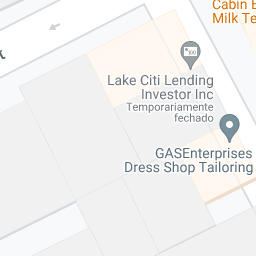 Cabin B
Milk Te
Lake Citi Lending
Investor Inc
Temporariamente
fechado
GASEnterprises
Dress Shop Tailoring